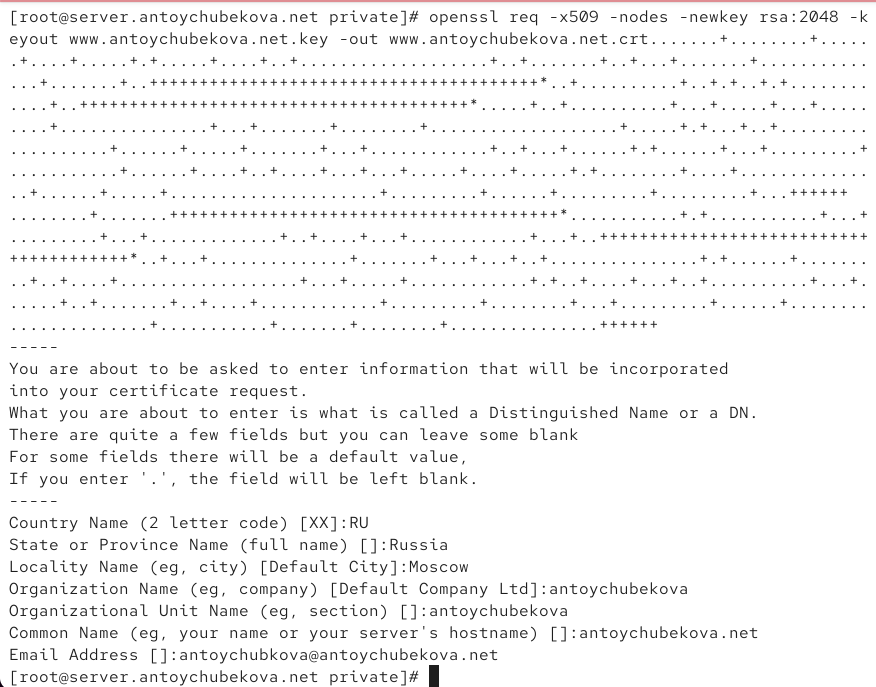 [root@server.antoychubekova.net private]# openssl req -x509 -nodes -newkey rsa:2048 -k
eyout www.antoychubekova.net.key -out www.antoychubekova.net.crt.......+........+.....
.+....+.....+.+.....+....+..+....................+..+.......+..+...+.......+...........
...+.......+..+++++++++++++++++++++++++++++++++++++++*..+...........+..+.+..+.+........
....+..+++++++++++++++++++++++++++++++++++++++*.....+..+..........+...+.....+...+.....
....+...............+...+.......+........+...................+.....+.+...+..+.........
..........+......+.....+.......+...+............+..+...+......+.+......+...+.........+
...........+......+....+..+....+...+...+.....+....+.....+.+........+....+.............
..+......+.....+.....................+.........+......+.........+.........+...++++++
........+.......+++++++++++++++++++++++++++++++++++++++*...........+.+...........+...+
.........+...+.............+..+....+...+............+...+..+++++++++++++++++++++++++++
++++++++++++*..+...+..............+.......+...+...+..+...............+.+......+.......
..+..+....+..................+...+..+...+............+.+..+....+...+..+..........+...+.
.....+..+.......+..+....+............+.........+........+...+.........+......+........
..............+...........+.......+........+...............++++++
-----
You are about to be asked to enter information that will be incorporated
into your certificate request.
What you are about to enter is what is called a Distinguished Name or a DN.
There are quite a few fields but you can leave some blank
For some fields there will be a default value,
If you enter '.', the field will be left blank.
-----
Country Name (2 letter code) [XX]:RU
State or Province Name (full name) []:Russia
Locality Name (eg, city) [Default City]:Moscow
Organization Name (eg, company) [Default Company Ltd]:antoychubekova
Organizational Unit Name (eg, section) []:antoychubekova
Common Name (eg, your name or your server's hostname) []:antoychubekova.net
Email Address []:antoychubkova@antoychubekova.net
[root@server.antoychubekova.net private]#